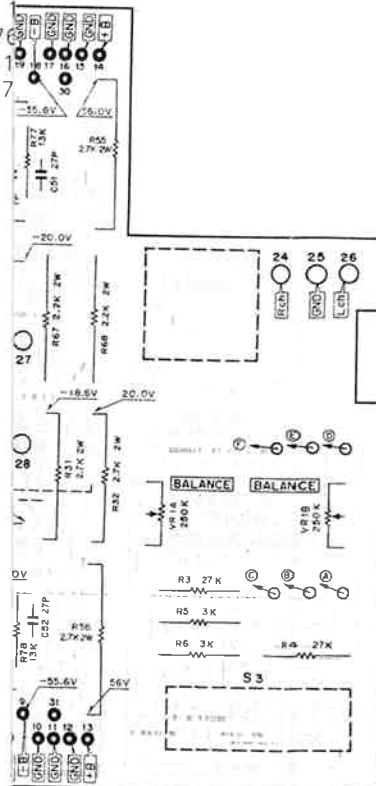 1
GND
-B
GND
GND
GND
+B
76
19 18 17 16 15 14
1
30
7
-55.6V
56.0V
R77
13K
C51 27P
R55
2.7K 2W
-20.0V
24 25 26
Rch
GND
Lch
R67 2.2K 2W
R68 2.2K 2W
27
-18.6V
20.0V
28
R31
2.7K 2W
R32 2.7K 2W
F E D
BALANCE
BALANCE
VR1A
250K
VR1B
250K
0V
C52 27P
R78
13K
R56
2.7K 2W
R3 27K
C B A
R5 3K
R6 3K
R4 27K
S3
-55.6V
56V
9 31
10 11 12 13
-B
GND
GND
GND
+B